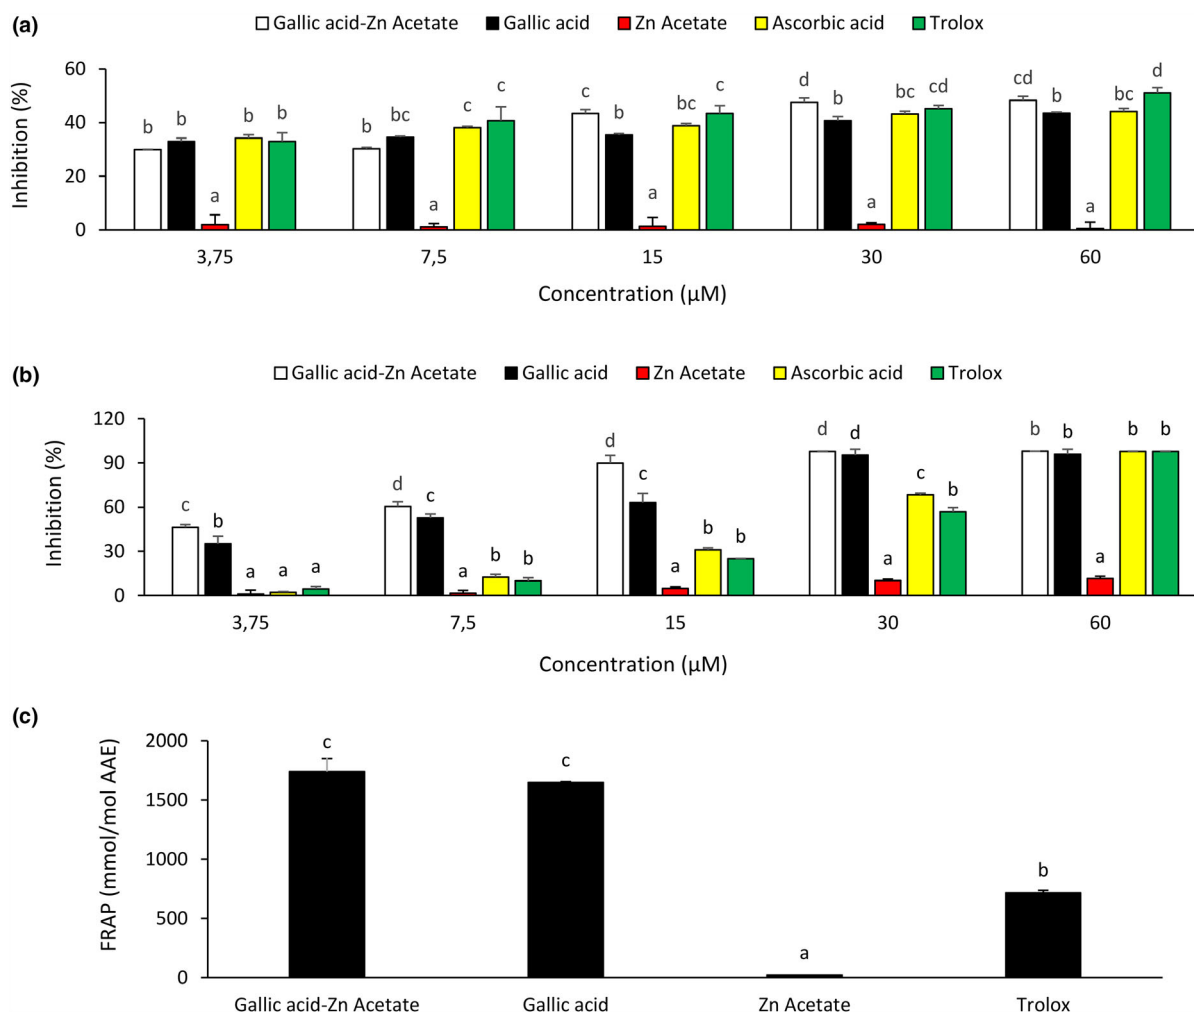 (a)
Gallic acid-Zn Acetate Gallic acid Zn Acetate Ascorbic acid Trolox
Inhibition (%)
60
40
20
0
b b a b b
b bc a c c
c b a bc c
d b a bc cd
cd b a bc d
3,75 7,5 15 30 60
Concentration (µM)
(b)
Gallic acid-Zn Acetate Gallic acid Zn Acetate Ascorbic acid Trolox
Inhibition (%)
120
90
60
30
0
c b a a a
d c a b b
d c a b b
d d a c b
b b a b b
3,75 7,5 15 30 60
Concentration (µM)
(c)
FRAP (mmol/mol AAE)
2000
1500
1000
500
0
c c a b
Gallic acid-Zn Acetate Gallic acid Zn Acetate Trolox